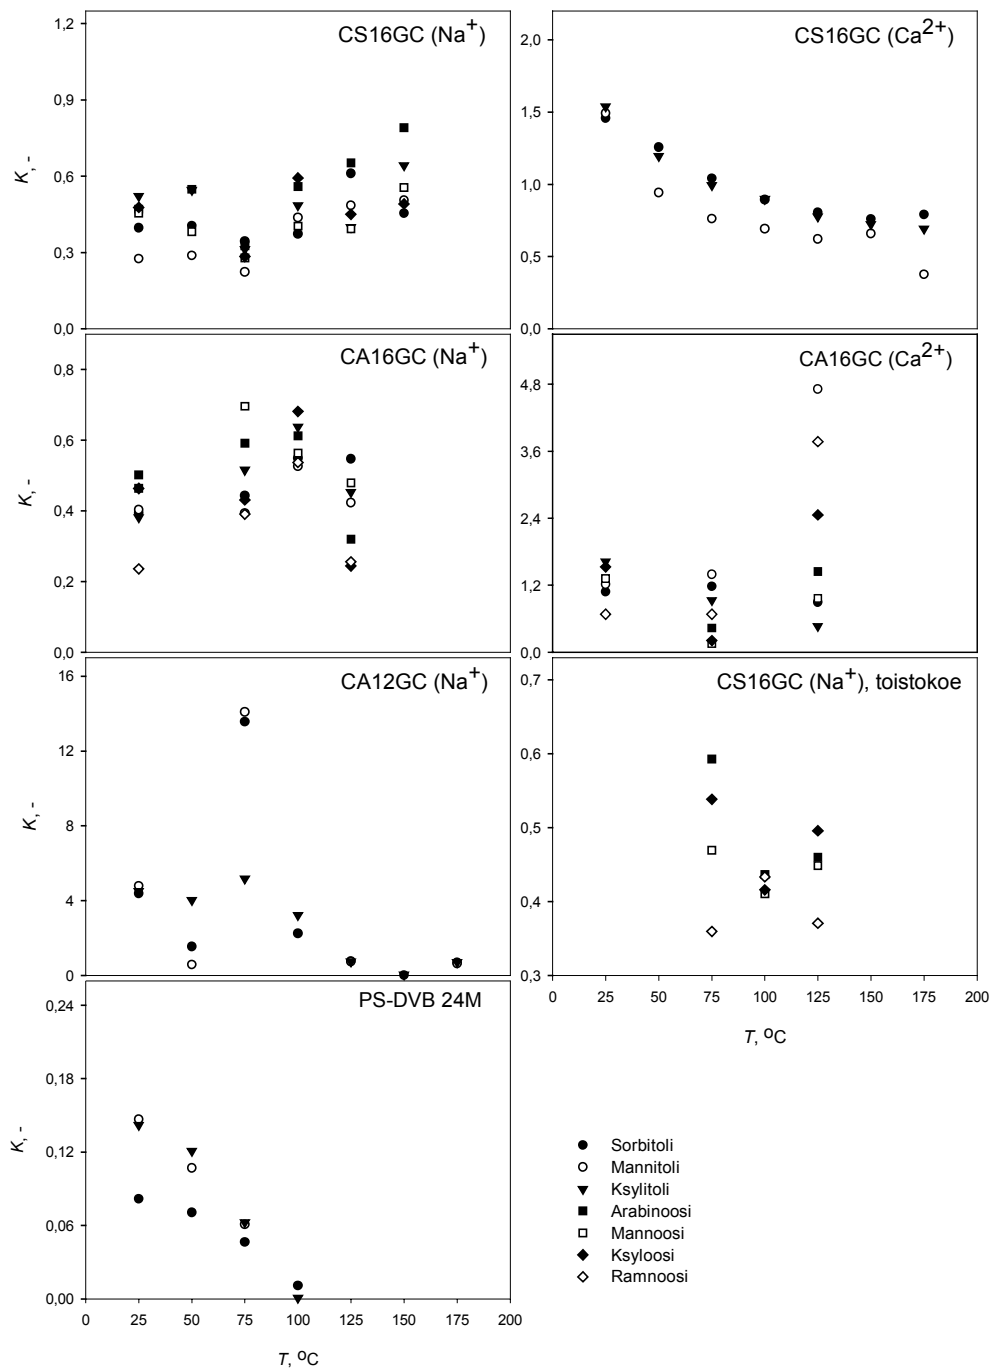 CS16GC (Na+)
1,2
0,9
0,6
0,3
0,0
K, -
CS16GC (Ca2+)
2,0
1,5
1,0
0,5
0,0
CA16GC (Na+)
0,8
0,6
0,4
0,2
0,0
K, -
CA16GC (Ca2+)
4,8
3,6
2,4
1,2
0,0
CA12GC (Na+)
16
12
8
4
0
K, -
CS16GC (Na+), toistokoe
0,7
0,6
0,5
0,4
0,3
0 25 50 75 100 125 150 175 200
T, oC
PS-DVB 24M
0,24
0,18
0,12
0,06
0,00
K, -
0 25 50 75 100 125 150 175 200
T, oC
Sorbitoli
Mannitoli
Ksylitoli
Arabinoosi
Mannoosi
Ksyloosi
Ramnoosi